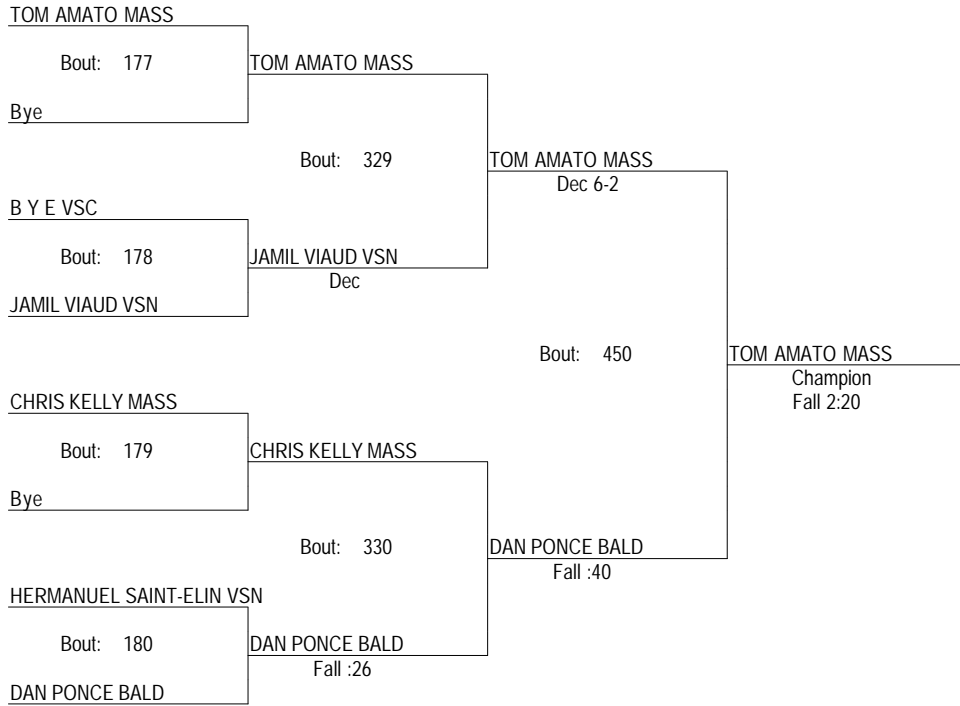 TOM AMATO MASS
Bout: 177
TOM AMATO MASS
Bye
Bout: 329
TOM AMATO MASS
Dec 6-2
B Y E VSC
Bout: 178
JAMIL VIAUD VSN
Dec
JAMIL VIAUD VSN
Bout: 450
TOM AMATO MASS
Champion
Fall 2:20
CHRIS KELLY MASS
Bout: 179
CHRIS KELLY MASS
Bye
Bout: 330
DAN PONCE BALD
Fall :40
HERMANUEL SAINT-ELIN VSN
Bout: 180
DAN PONCE BALD
Fall :26
DAN PONCE BALD